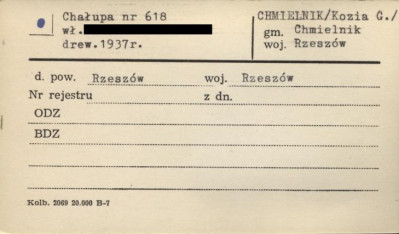 Chałupa nr 618
wł.
drew.1937r.
CHMIELNIK/Kozia G./
gm. Chmielnik
woj. Rzeszów
d. pow. Rzeszów woj. Rzeszów
Nr rejestru z dn.
ODZ
BDZ
Kolb. 2069 20.000 B-7